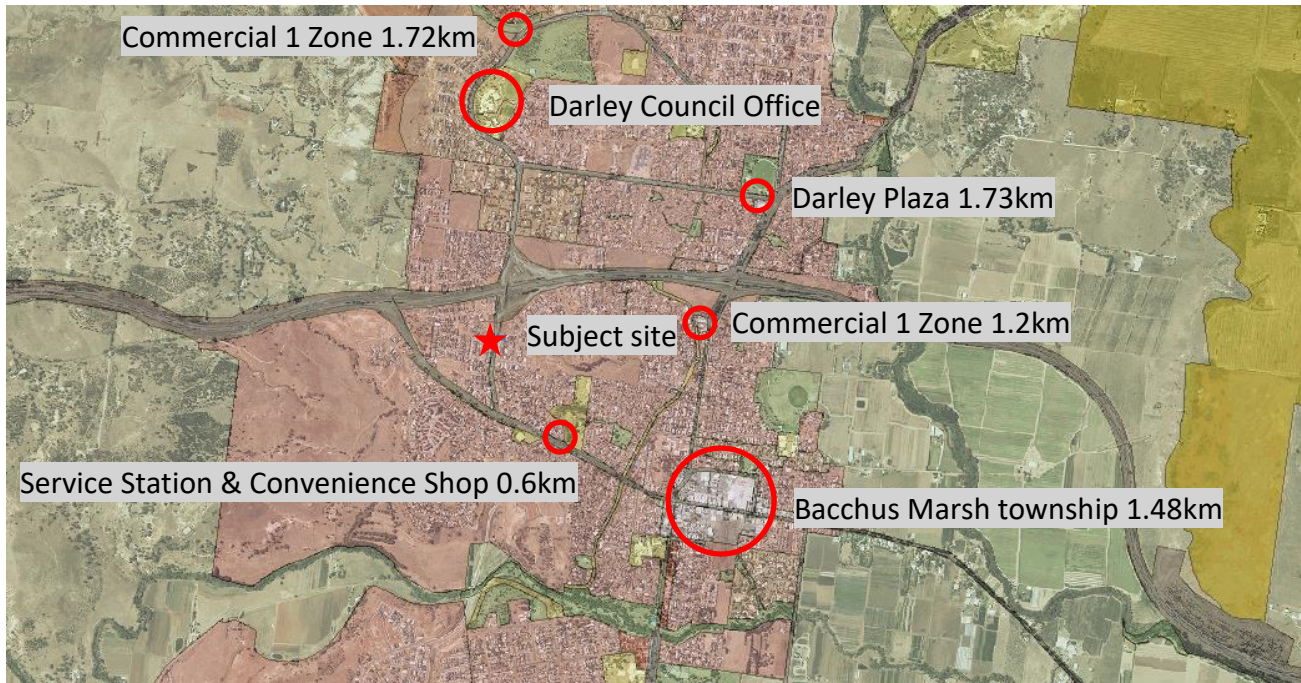 Commercial 1 Zone 1.72km
Darley Council Office
Darley Plaza 1.73km
Subject site
Commercial 1 Zone 1.2km
Service Station & Convenience Shop 0.6km
Bacchus Marsh township 1.48km